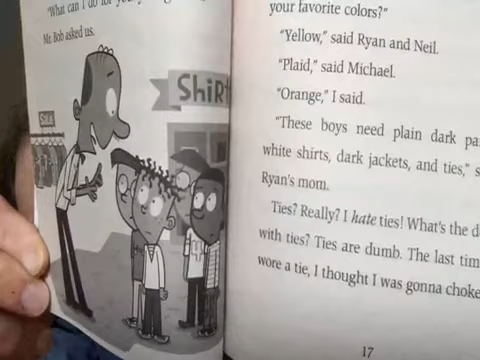 "What can I do for you
Mr. Bob asked us.
Sale
SHiRT
your favorite colors?"
"Yellow," said Ryan and Neil.
"Plaid," said Michael.
"Orange," I said.
"These boys need plain dark pa
white shirts, dark jackets, and ties," s
Ryan's mom.
Ties? Really? I hate ties! What's the d
with ties? Ties are dumb. The last tim
wore a tie, I thought I was gonna choke
17